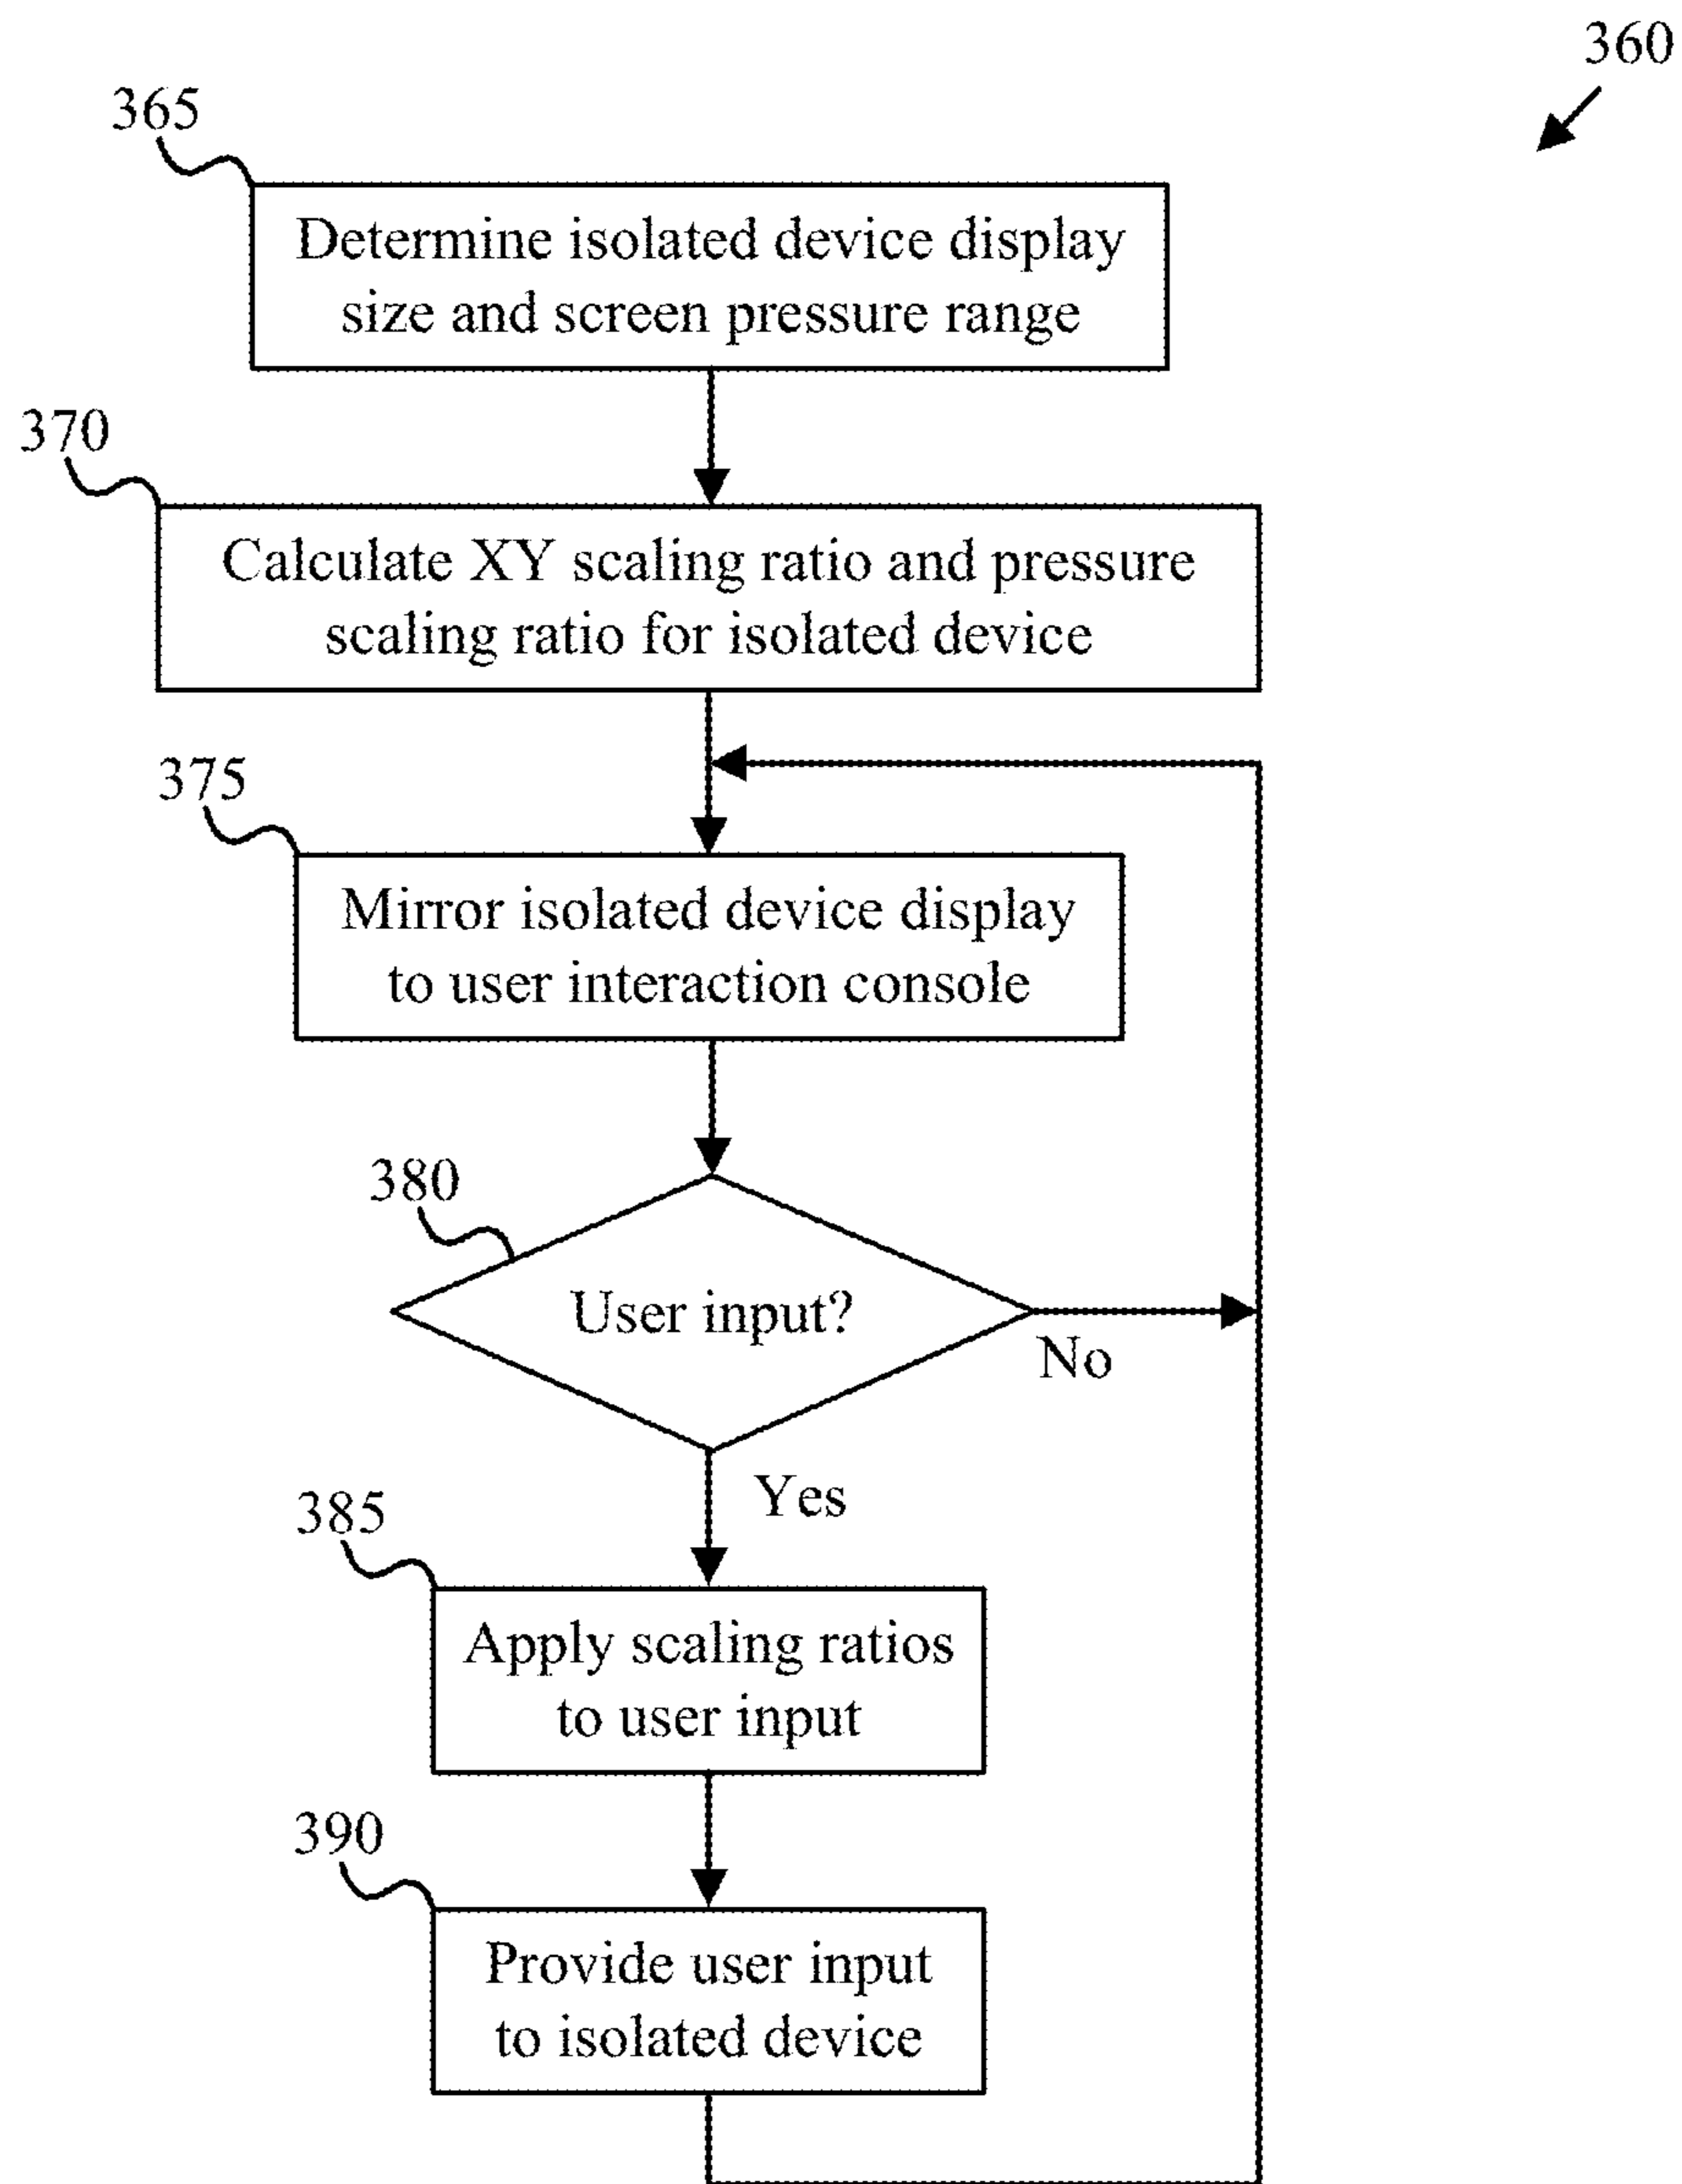 360
365
Determine isolated device display
size and screen pressure range
370
Calculate XY scaling ratio and pressure
scaling ratio for isolated device
375
Mirror isolated device display
to user interaction console
380
User input?
No
Yes
385
Apply scaling ratios
to user input
390
Provide user input
to isolated device